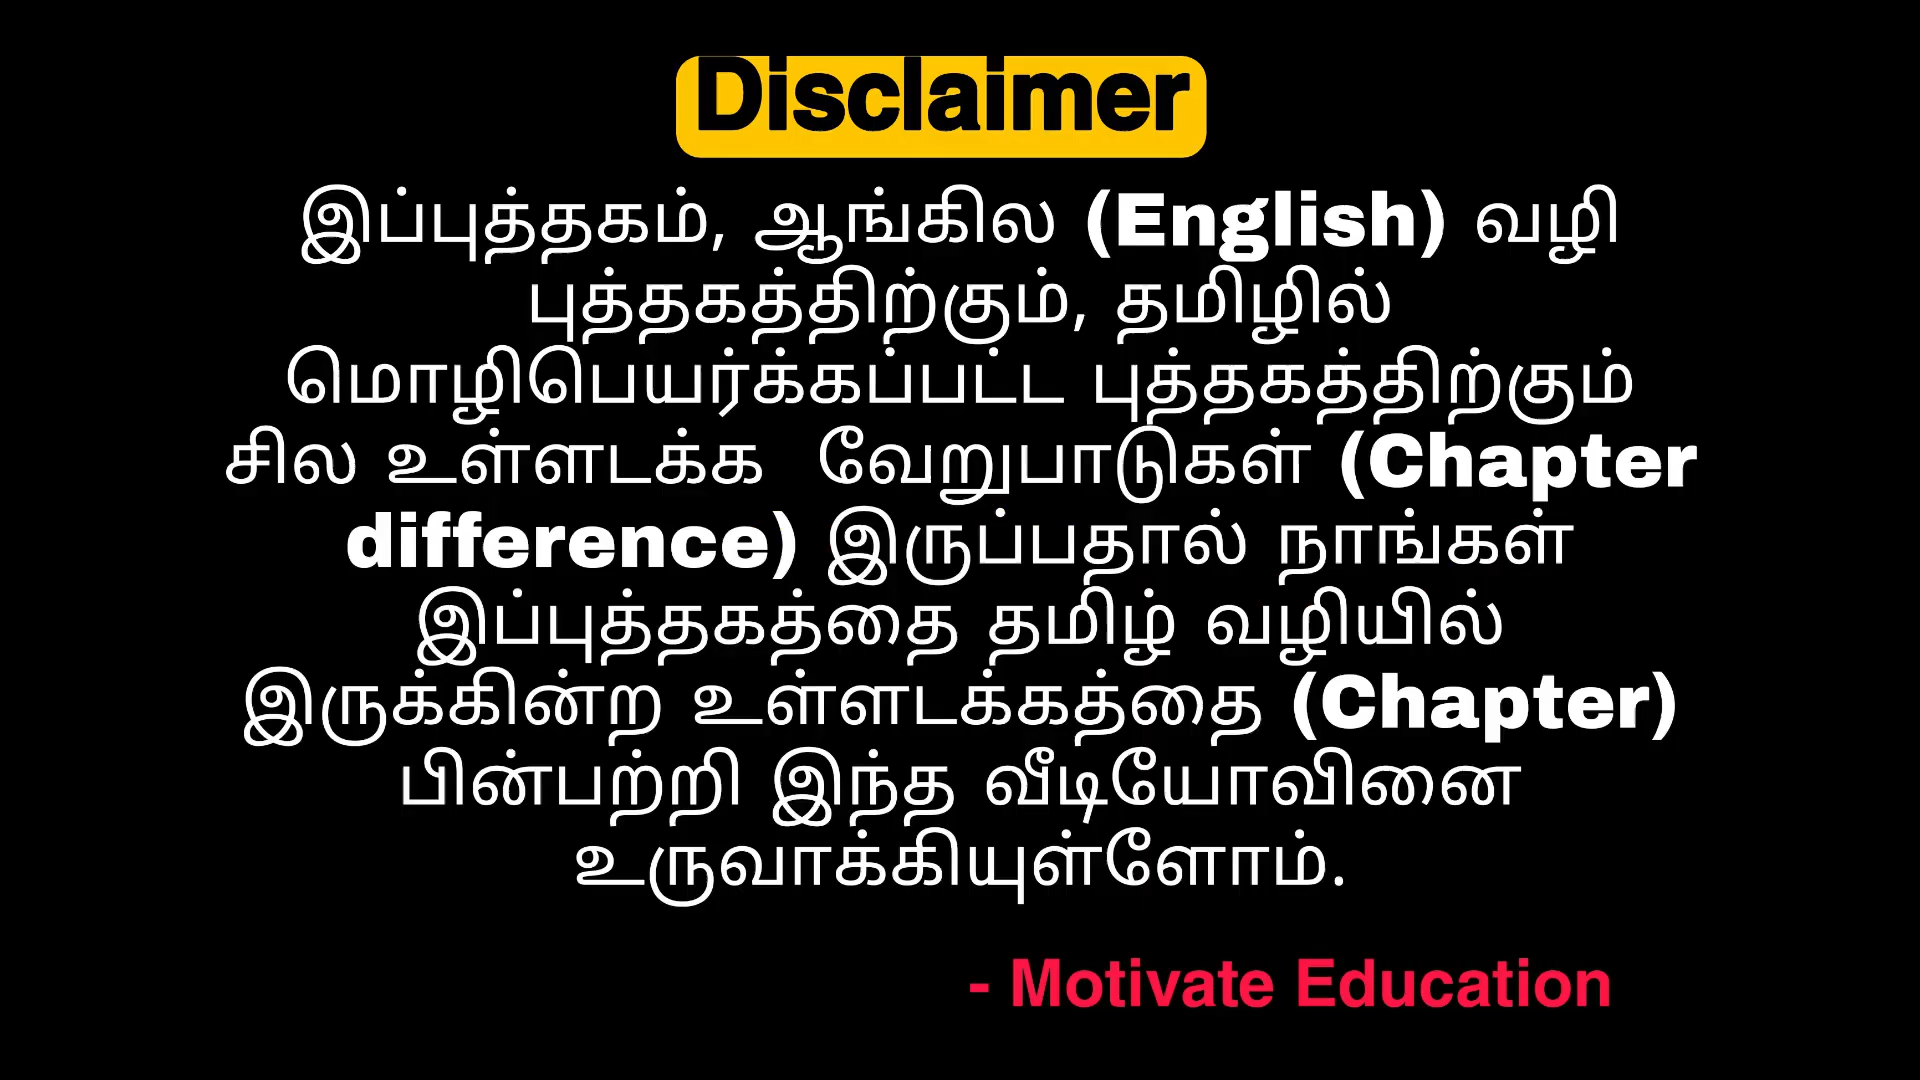 Disclaimer
இப்புத்தகம், ஆங்கில (English) வழி
புத்தகத்திற்கும், தமிழில்
மொழிபெயர்க்கப்பட்ட புத்தகத்திற்கும்
சில உள்ளடக்க  வேறுபாடுகள் (Chapter
difference) இருப்பதால் நாங்கள்
இப்புத்தகத்தை தமிழ் வழியில்
இருக்கின்ற உள்ளடக்கத்தை (Chapter)
பின்பற்றி இந்த வீடியோவினை
உருவாக்கியுள்ளோம்.
- Motivate Education